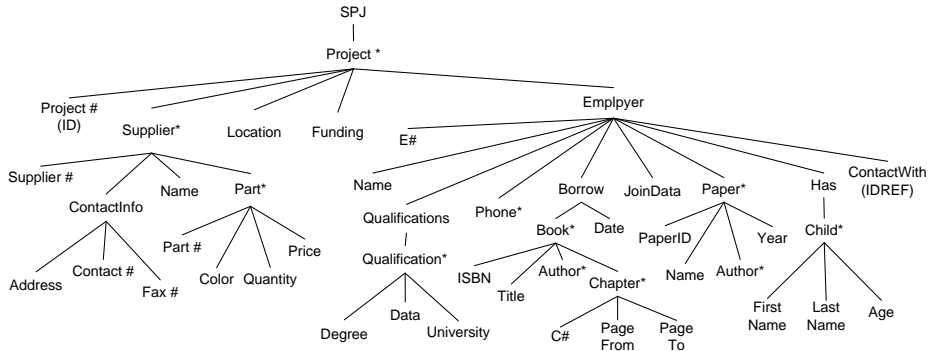 SPJ
Project *
Project #
(ID)
Supplier*
Location
Funding
Emplpyer
Supplier #
ContactInfo
Name
Part*
E#
Name
Qualifications
Phone*
Borrow
JoinData
Paper*
Has
ContactWith
(IDREF)
Address
Contact #
Fax #
Part #
Color
Quantity
Price
Qualification*
Book*
Date
PaperID
Name
Author*
Year
Child*
Degree
Data
University
ISBN
Title
Author*
Chapter*
C#
Page
From
Page
To
First
Name
Last
Name
Age